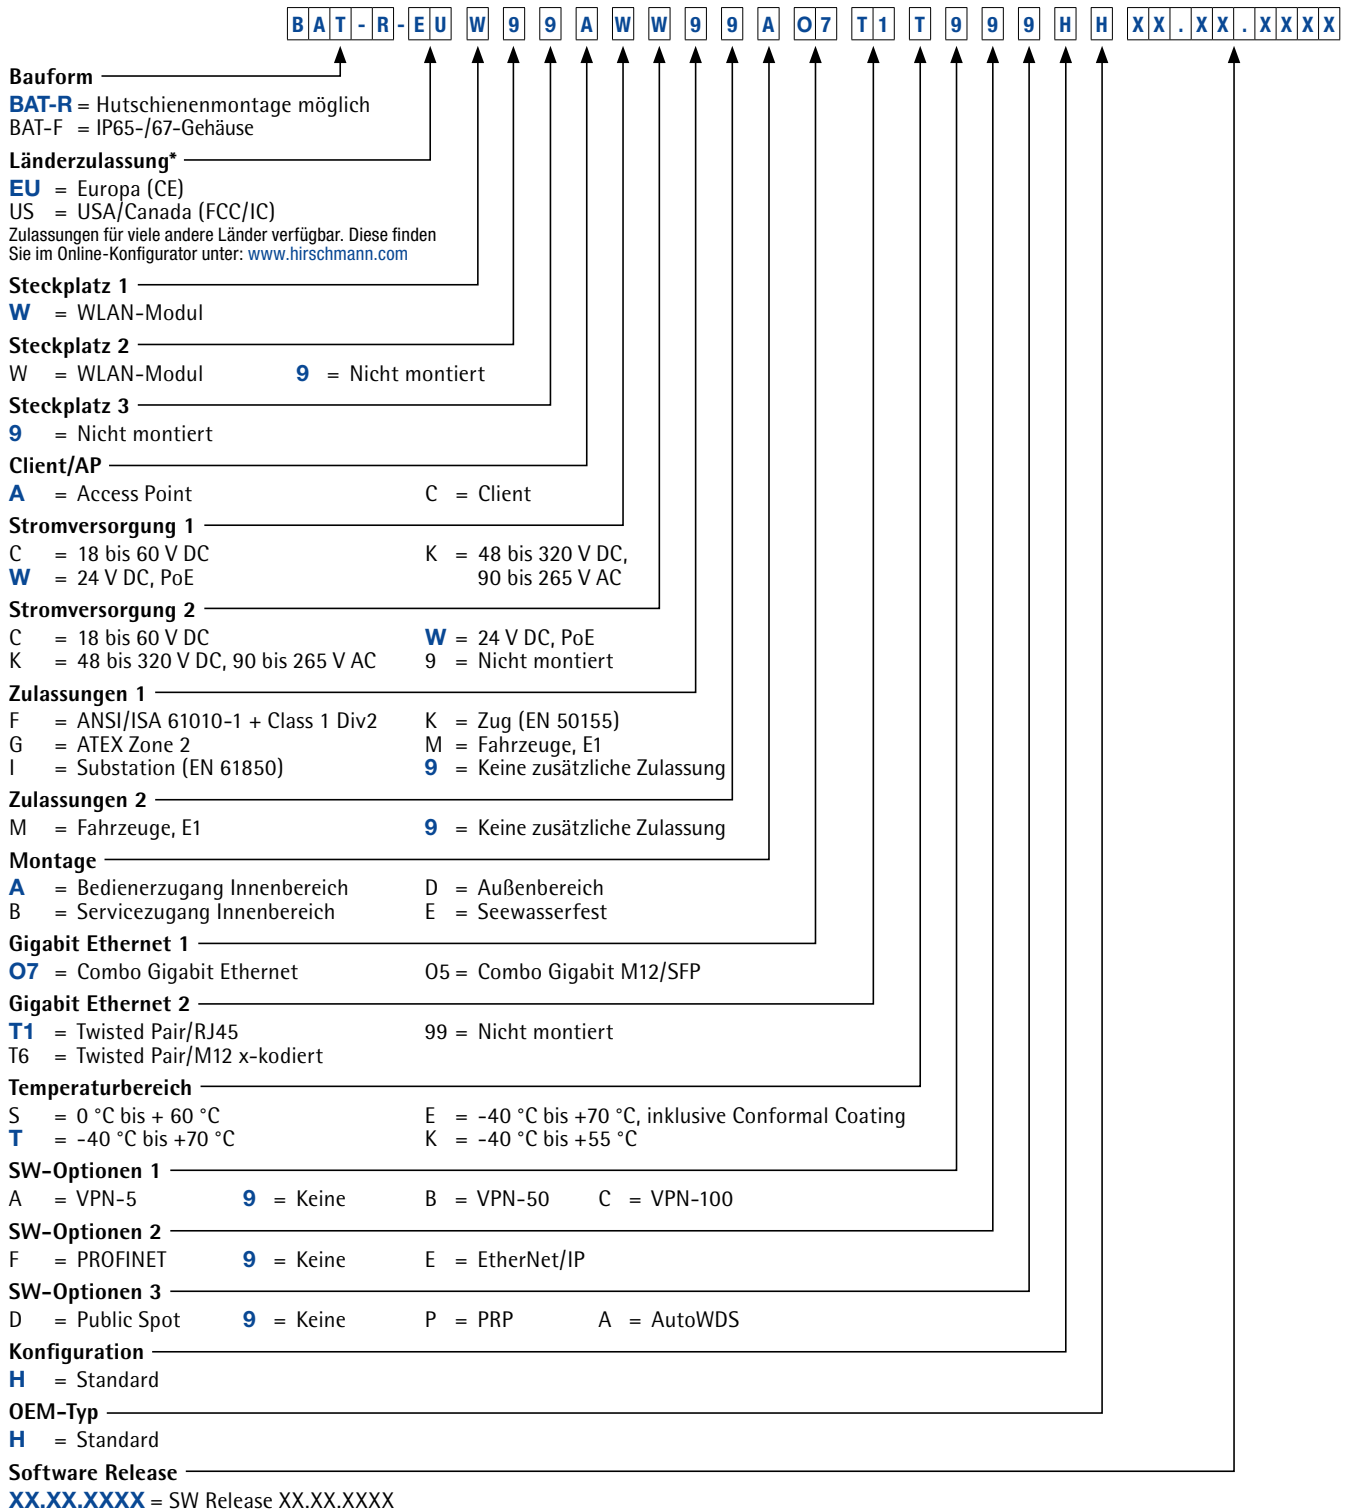 BAT-R-EU W 9 9 A W W 9 9 A O7 T1 T 9 9 9 H H XX.XX.XXXX
Bauform
BAT-R = Hutschienenmontage möglich
BAT-F = IP65-/67-Gehäuse
Länderzulassung*
EU = Europa (CE)
US = USA/Canada (FCC/IC)
Zulassungen für viele andere Länder verfügbar. Diese finden
Sie im Online-Konfigurator unter: www.hirschmann.com
Steckplatz 1
W = WLAN-Modul
Steckplatz 2
W = WLAN-Modul 9 = Nicht montiert
Steckplatz 3
9 = Nicht montiert
Client/AP
A = Access Point C = Client
Stromversorgung 1
C = 18 bis 60 V DC K = 48 bis 320 V DC,
W = 24 V DC, PoE 90 bis 265 V AC
Stromversorgung 2
C = 18 bis 60 V DC W = 24 V DC, PoE
K = 48 bis 320 V DC, 90 bis 265 V AC 9 = Nicht montiert
Zulassungen 1
F = ANSI/ISA 61010-1 + Class 1 Div2 K = Zug (EN 50155)
G = ATEX Zone 2 M = Fahrzeuge, E1
I = Substation (EN 61850) 9 = Keine zusätzliche Zulassung
Zulassungen 2
M = Fahrzeuge, E1 9 = Keine zusätzliche Zulassung
Montage
A = Bedienerzugang Innenbereich D = Außenbereich
B = Servicezugang Innenbereich E = Seewasserfest
Gigabit Ethernet 1
O7 = Combo Gigabit Ethernet O5 = Combo Gigabit M12/SFP
Gigabit Ethernet 2
T1 = Twisted Pair/RJ45 99 = Nicht montiert
T6 = Twisted Pair/M12 x-kodiert
Temperaturbereich
S = 0 °C bis + 60 °C E = -40 °C bis +70 °C, inklusive Conformal Coating
T = -40 °C bis +70 °C K = -40 °C bis +55 °C
SW-Optionen 1
A = VPN-5 9 = Keine B = VPN-50 C = VPN-100
SW-Optionen 2
F = PROFINET 9 = Keine E = EtherNet/IP
SW-Optionen 3
D = Public Spot 9 = Keine P = PRP A = AutoWDS
Konfiguration
H = Standard
OEM-Typ
H = Standard
Software Release
XX.XX.XXXX = SW Release XX.XX.XXXX